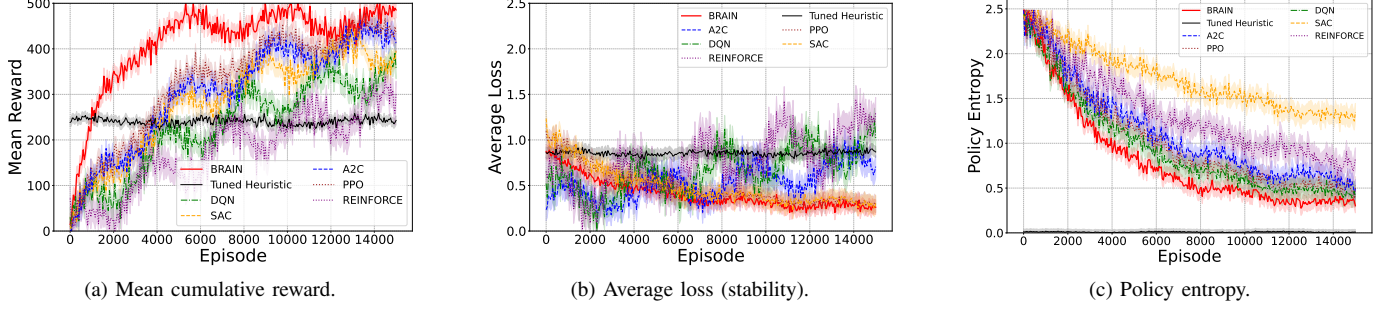 500
400
300
200
100
0
Mean Reward
0 2000 4000 6000 8000 10000 12000 14000
Episode
BRAIN
Tuned Heuristic
DQN
SAC
A2C
PPO
REINFORCE
(a) Mean cumulative reward.
2.5
2.0
1.5
1.0
0.5
0.0
Average Loss
0 2000 4000 6000 8000 10000 12000 14000
Episode
BRAIN
A2C
DQN
REINFORCE
Tuned Heuristic
PPO
SAC
(b) Average loss (stability).
2.5
2.0
1.5
1.0
0.5
0.0
Policy Entropy
0 2000 4000 6000 8000 10000 12000 14000
Episode
BRAIN
Tuned Heuristic
A2C
PPO
DQN
SAC
REINFORCE
(c) Policy entropy.